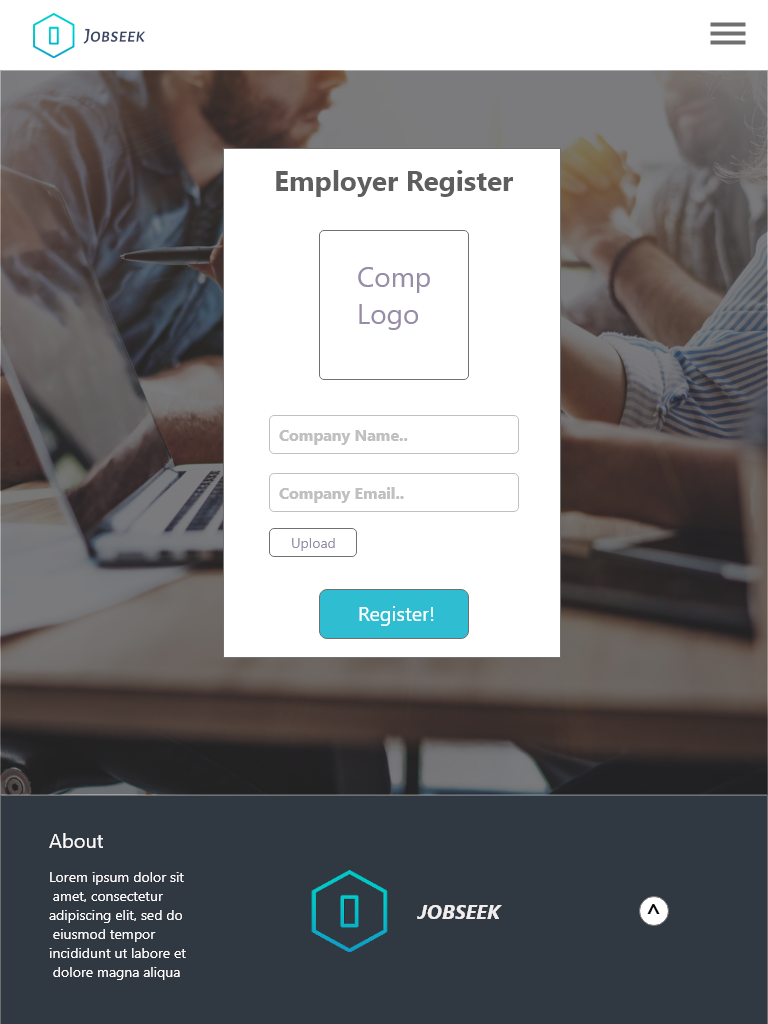 Jobseek
Employer Register
Comp
Logo
Company Name..
Company Email..
Upload
Register!
About
Lorem ipsum dolor sit
amet, consectetur
adipiscing elit, sed do
eiusmod tempor
incididunt ut labore et
dolore magna aliqua
JOBSEEK
^